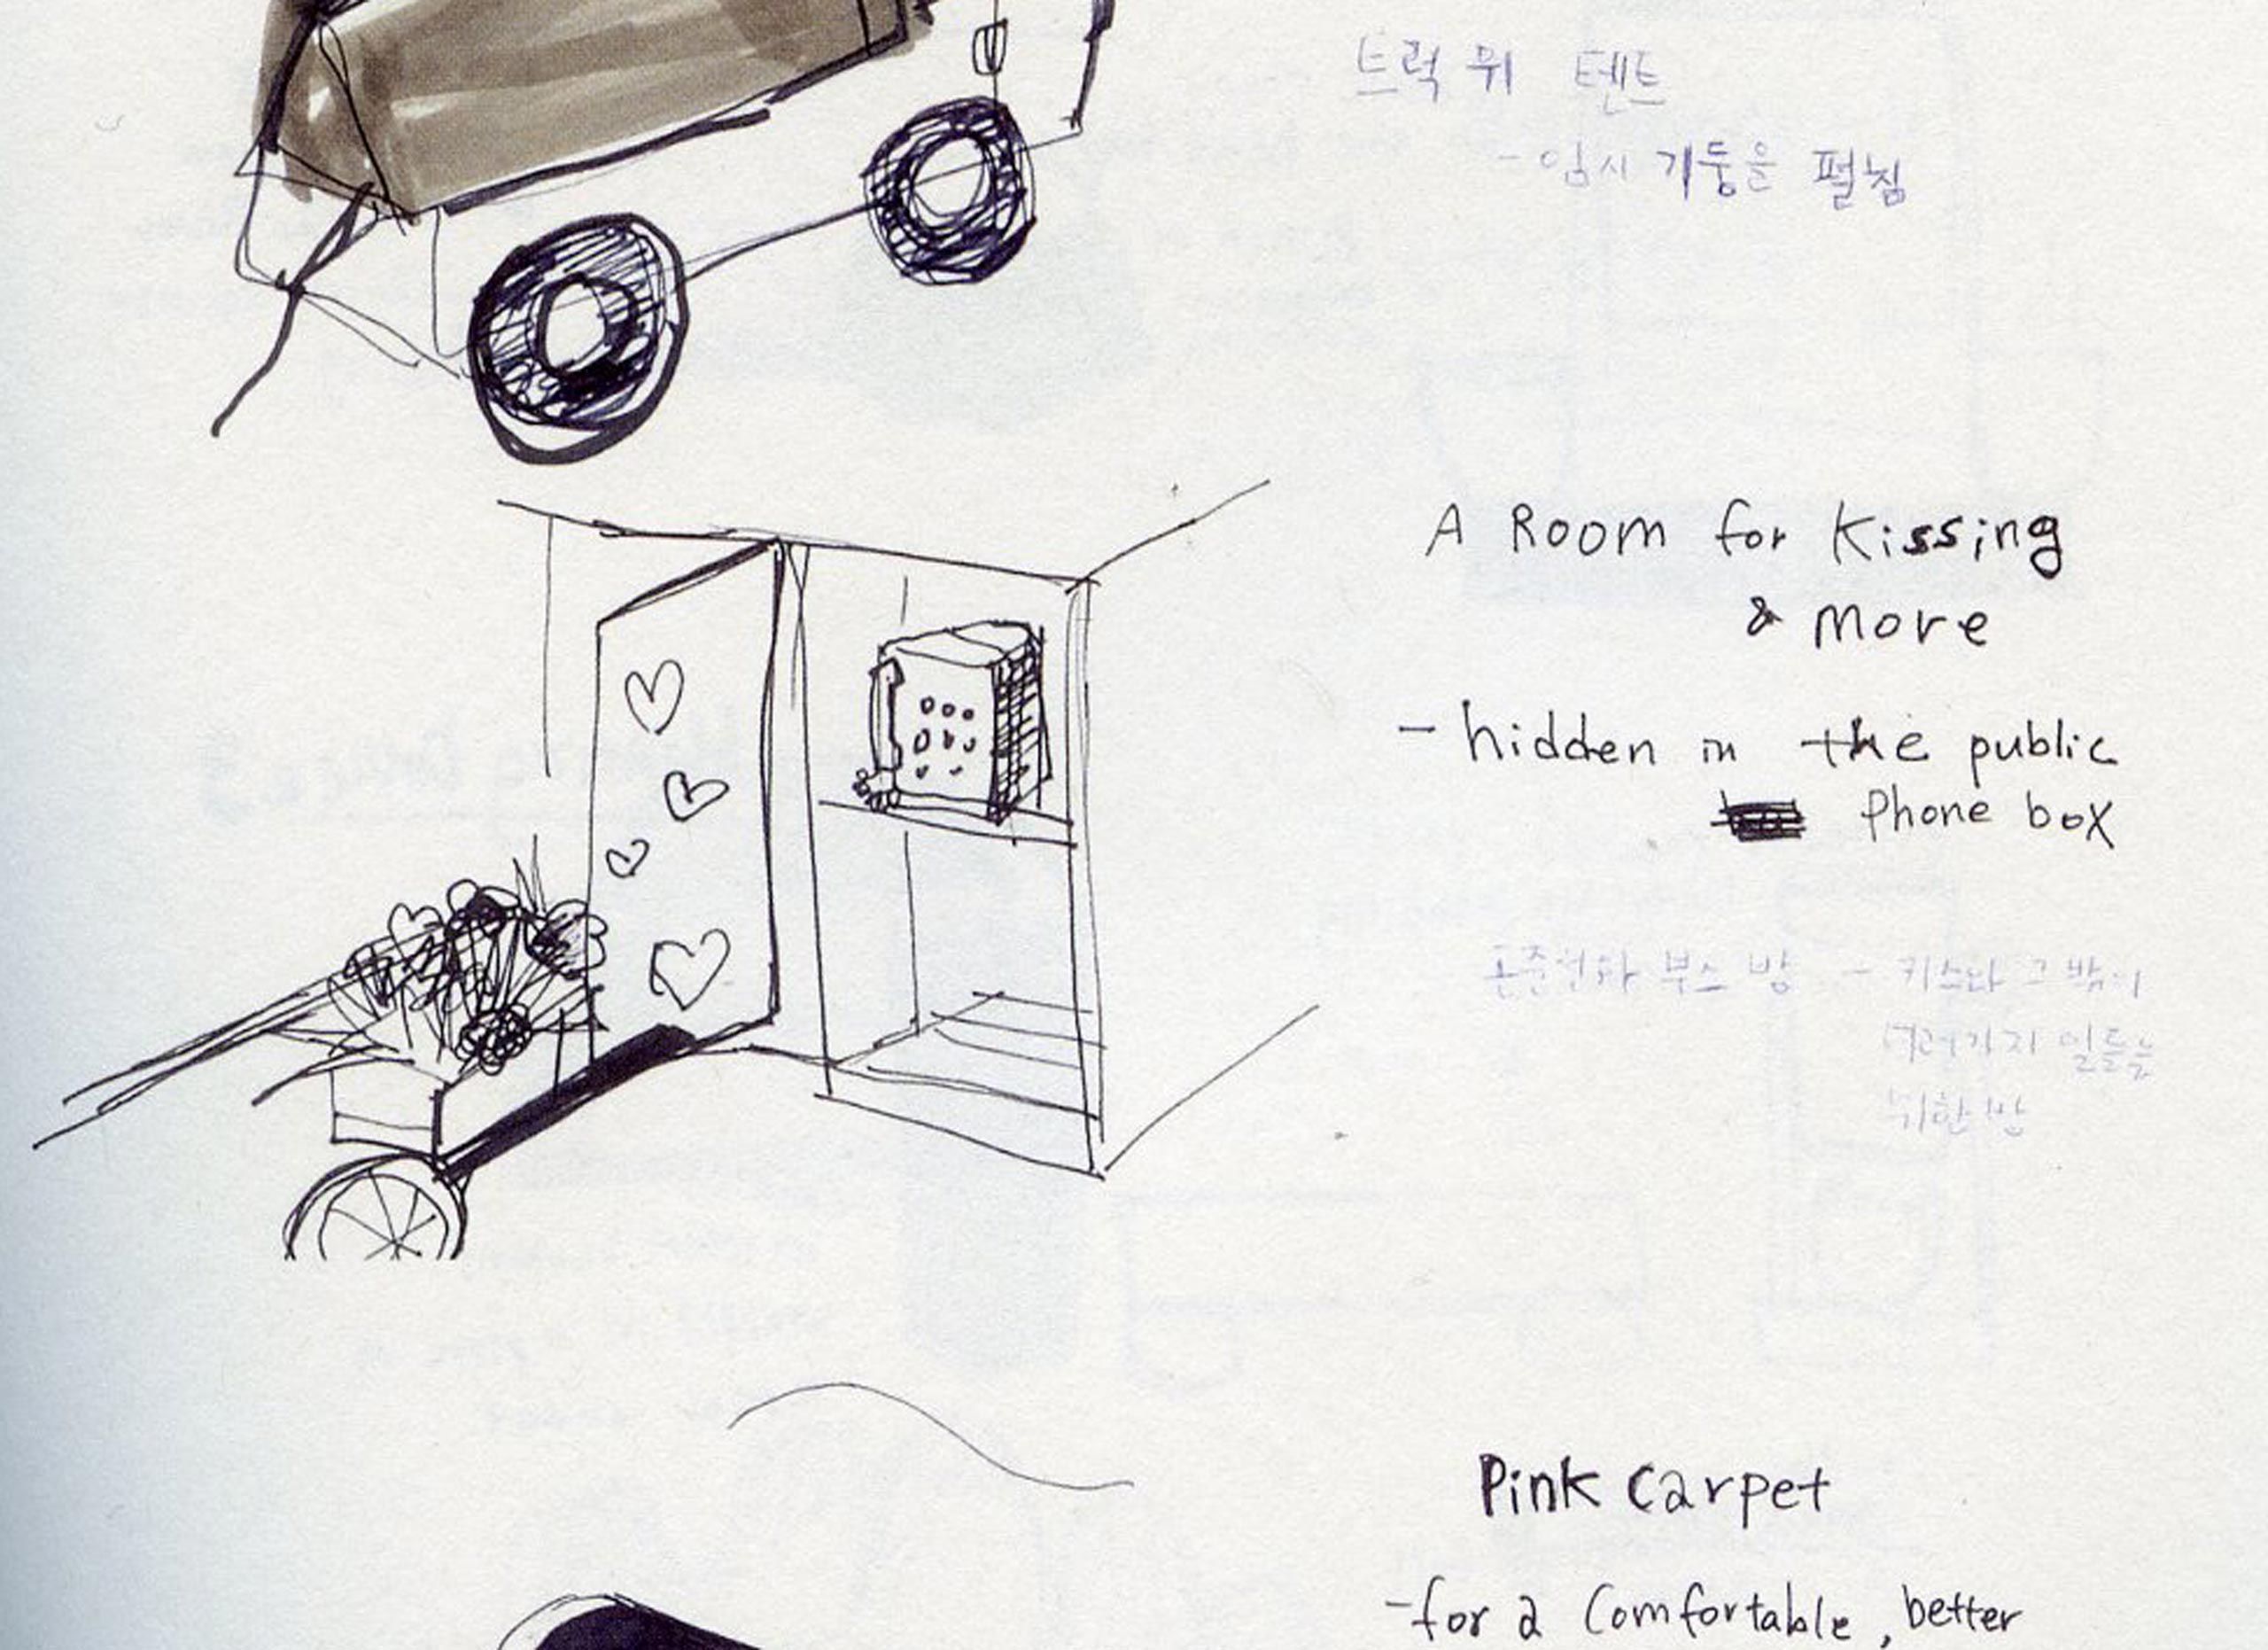 트럭 위 텐트
- 임시 기둥을 펼침
A Room for Kissing
& more
- hidden in the public
phone box
공중전화 부스 방 - 키스와 그 밖의
여러가지 일들을
위한 방
Pink Carpet
- for a Comfortable, better